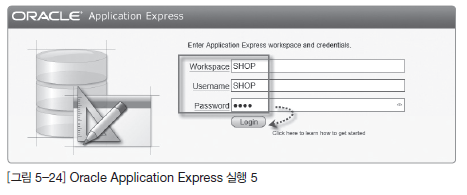 ORACLE Application Express
Enter Application Express workspace and credentials.
Workspace SHOP
Username SHOP
Password ••••
Login
Click here to learn how to get started
[그림 5-24] Oracle Application Express 실행 5